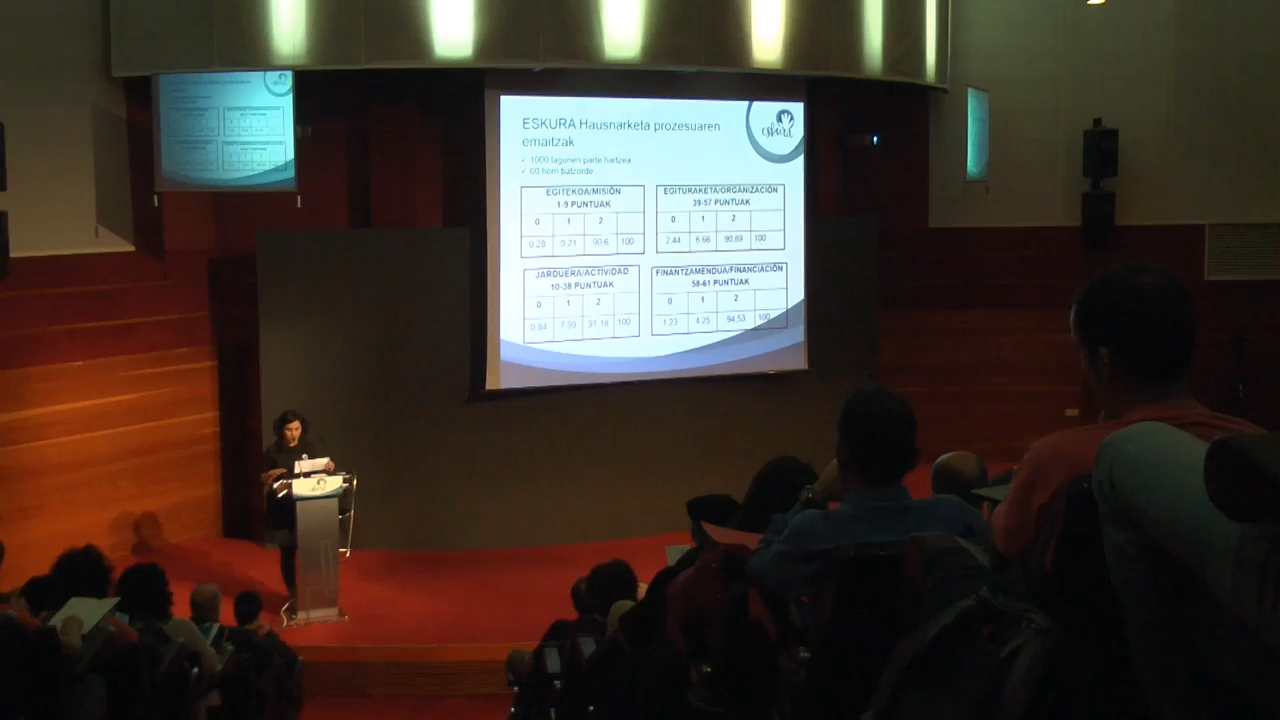 ESKURA Hausnarketa prozesuaren
emaitzak
eskura
✓ 1000 lagunen parte hartzea
✓ 60 herri batzorde
EGITEKOA/MISIÓN
1-9 PUNTUAK
0 1 2
0.28 9.21 90,6 100
EGITURAKETA/ORGANIZACIÓN
39-57 PUNTUAK
0 1 2
2.44 6.66 90,89 100
JARDUERA/ACTIVIDAD
10-38 PUNTUAK
0 1 2
0.84 7.99 91.18 100
FINANTZAMENDUA/FINANCIACIÓN
58-61 PUNTUAK
0 1 2
1.23 4.25 94,53 100